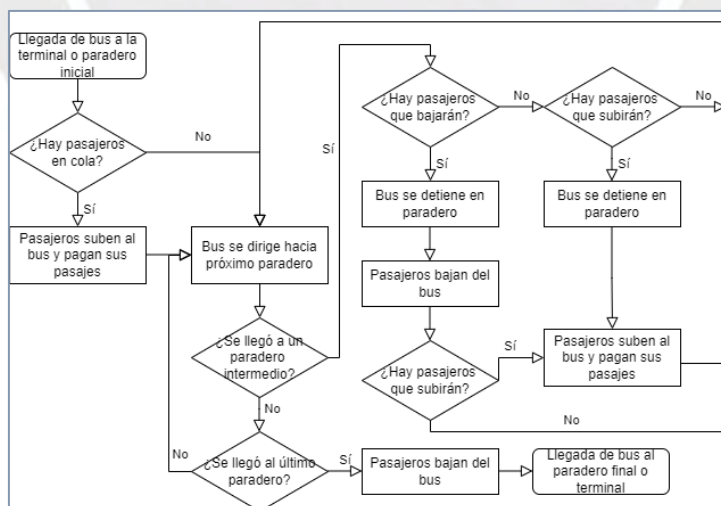 Llegada de bus a la
terminal o paradero
inicial
¿Hay pasajeros
en cola?
No
Sí
Pasajeros suben al
bus y pagan sus
pasajes
Bus se dirige hacia
próximo paradero
¿Se llegó a un
paradero
intermedio?
Sí
No
¿Se llegó al último
paradero?
No
Sí
Pasajeros bajan del
bus
Llegada de bus al
paradero final o
terminal
¿Hay pasajeros
que bajarán?
No
Sí
¿Hay pasajeros
que subirán?
No
Sí
Bus se detiene en
paradero
Bus se detiene en
paradero
Pasajeros bajan del
bus
¿Hay pasajeros
que subirán?
Sí
No
Pasajeros suben al
bus y pagan sus
pasajes